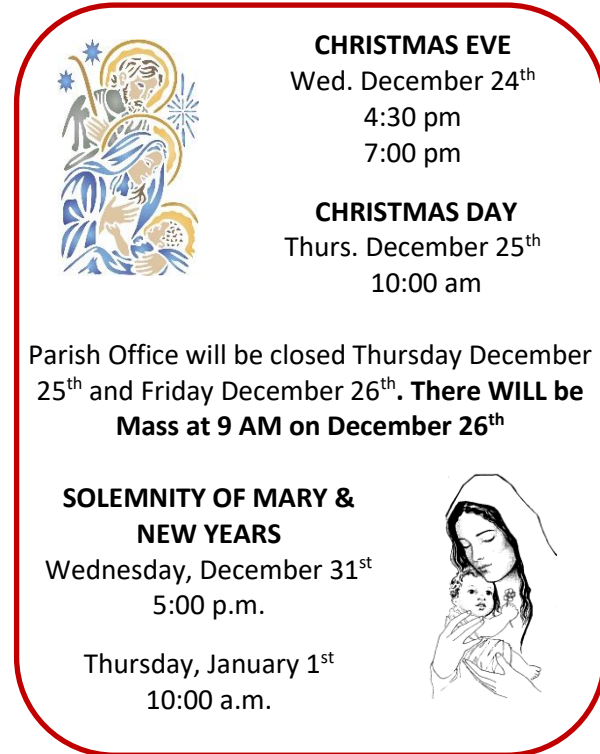 CHRISTMAS EVE
Wed. December 24th
4:30 pm
7:00 pm
CHRISTMAS DAY
Thurs. December 25th
10:00 am
Parish Office will be closed Thursday December
25th and Friday December 26th. There WILL be
Mass at 9 AM on December 26th
SOLEMNITY OF MARY &
NEW YEARS
Wednesday, December 31st
5:00 p.m.
Thursday, January 1st
10:00 a.m.